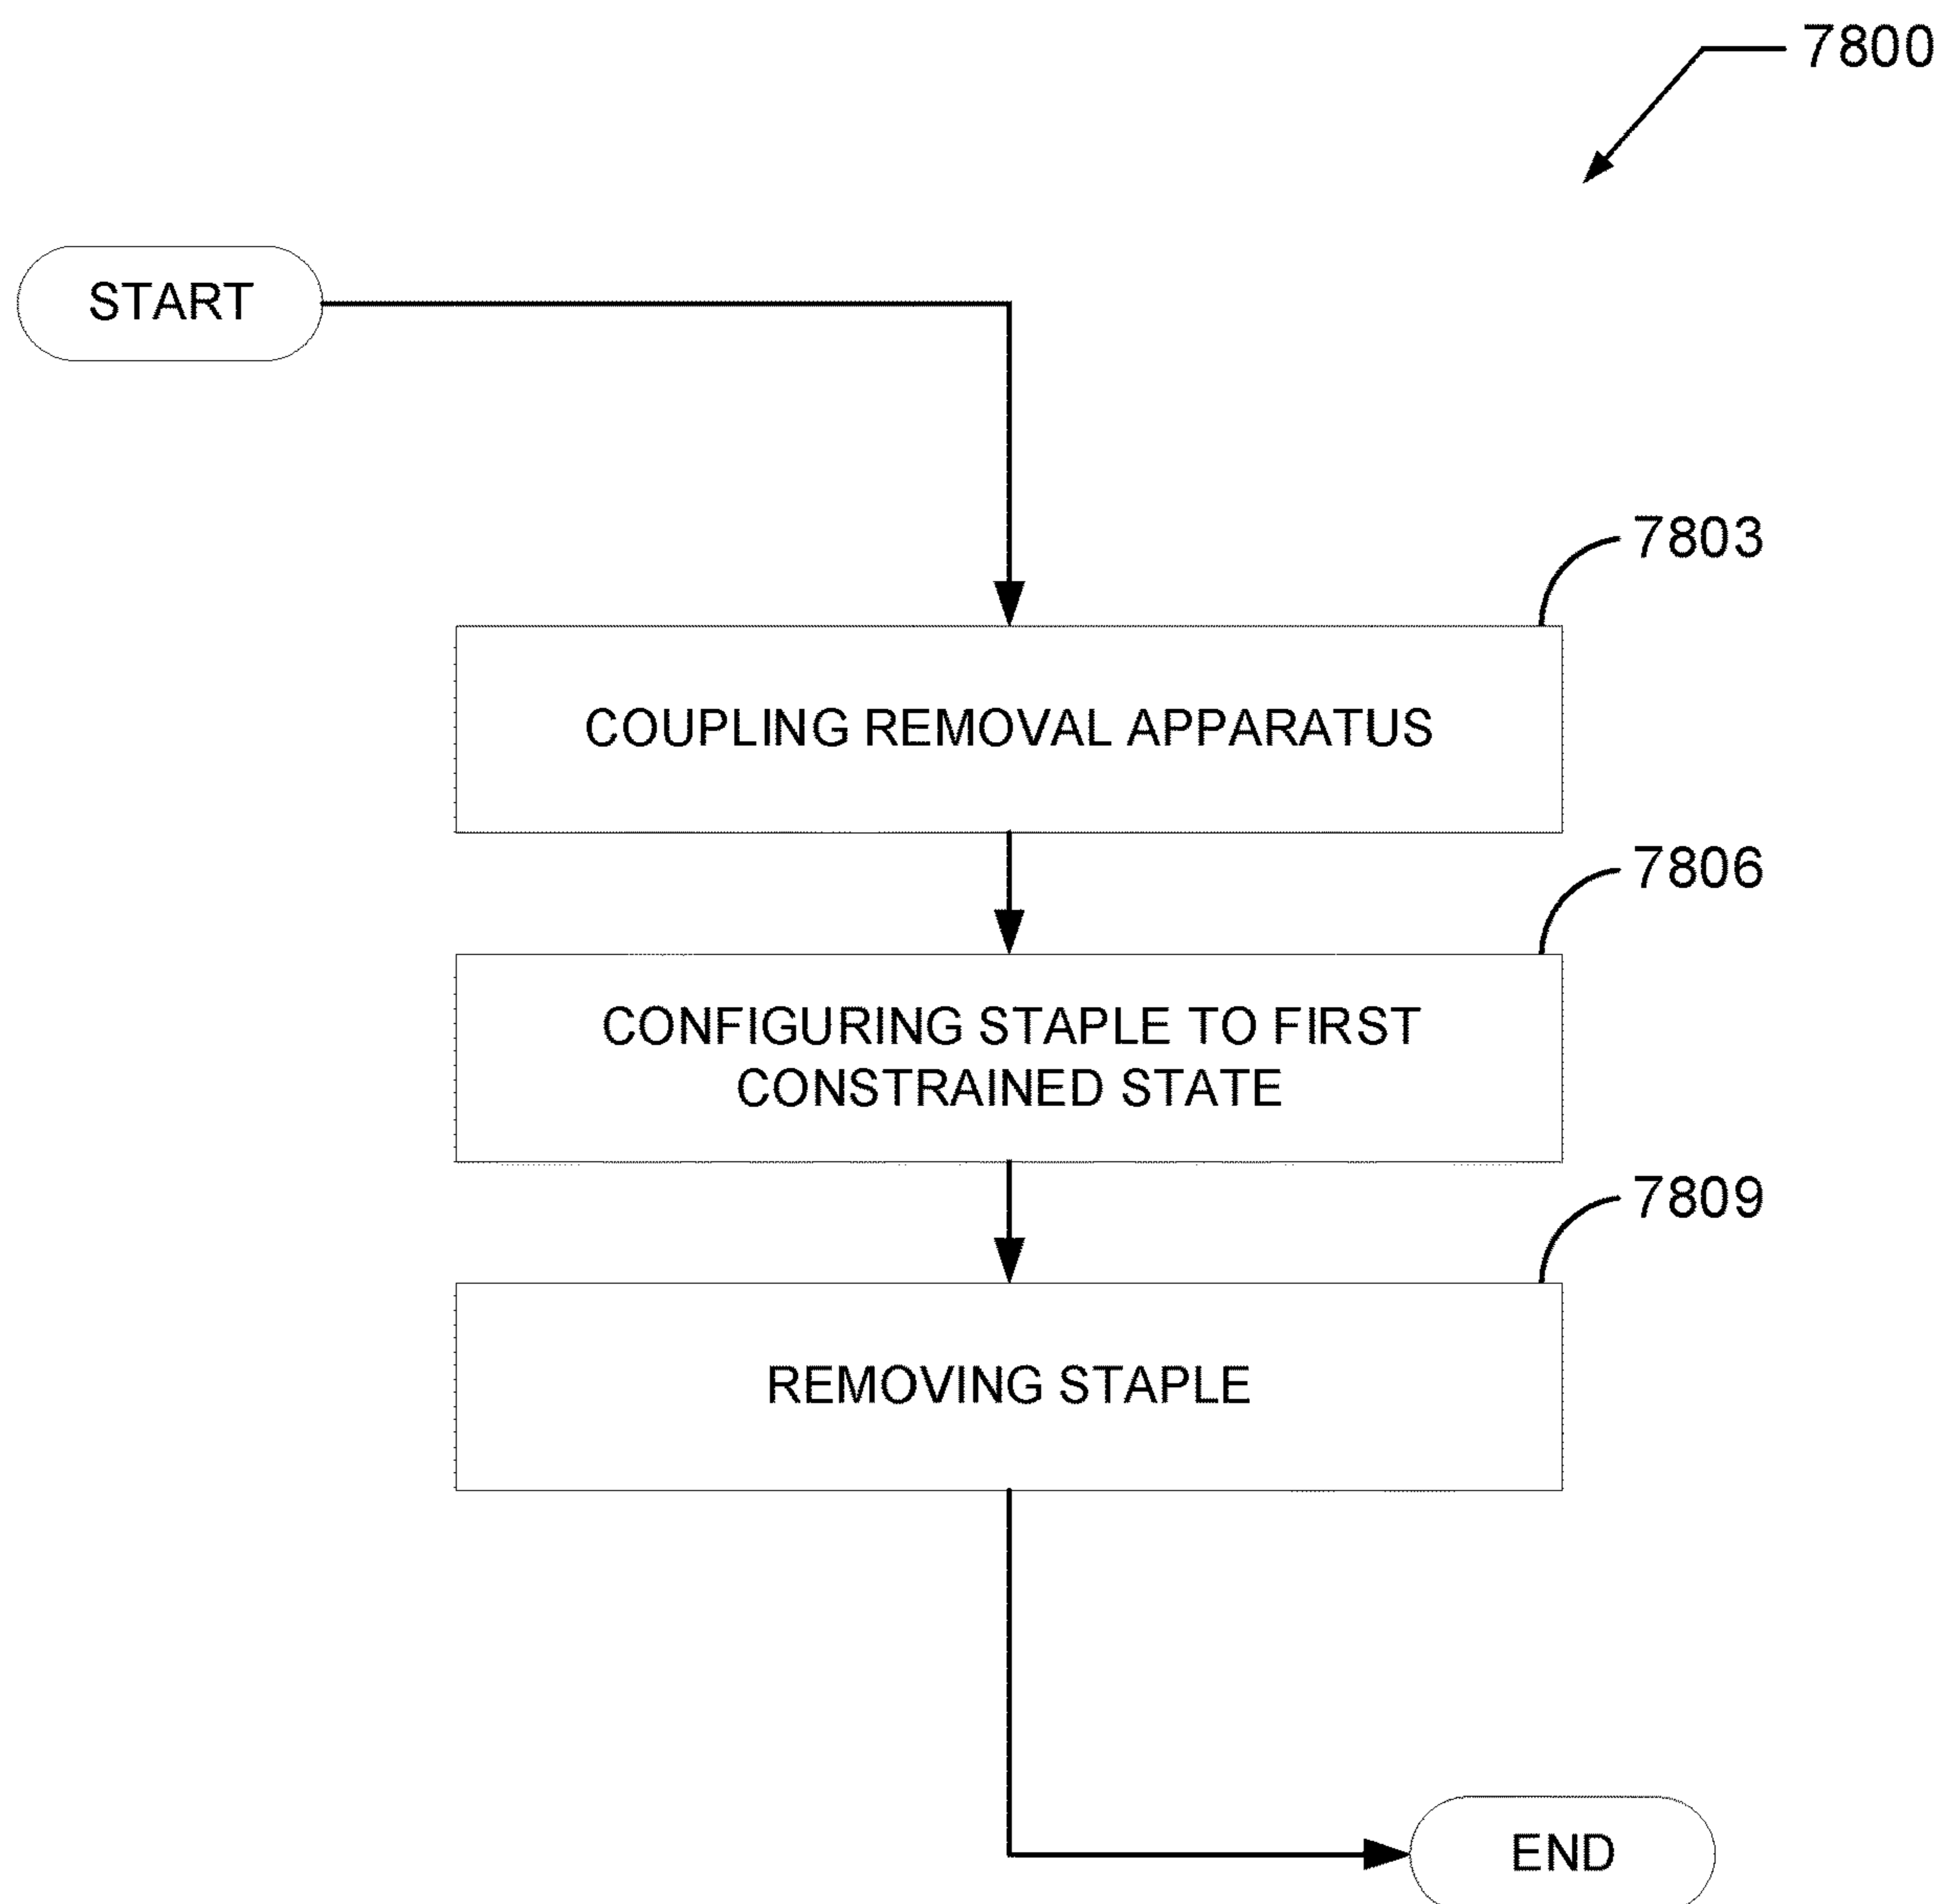 7800
START
7803
COUPLING REMOVAL APPARATUS
7806
CONFIGURING STAPLE TO FIRST
CONSTRAINED STATE
7809
REMOVING STAPLE
END